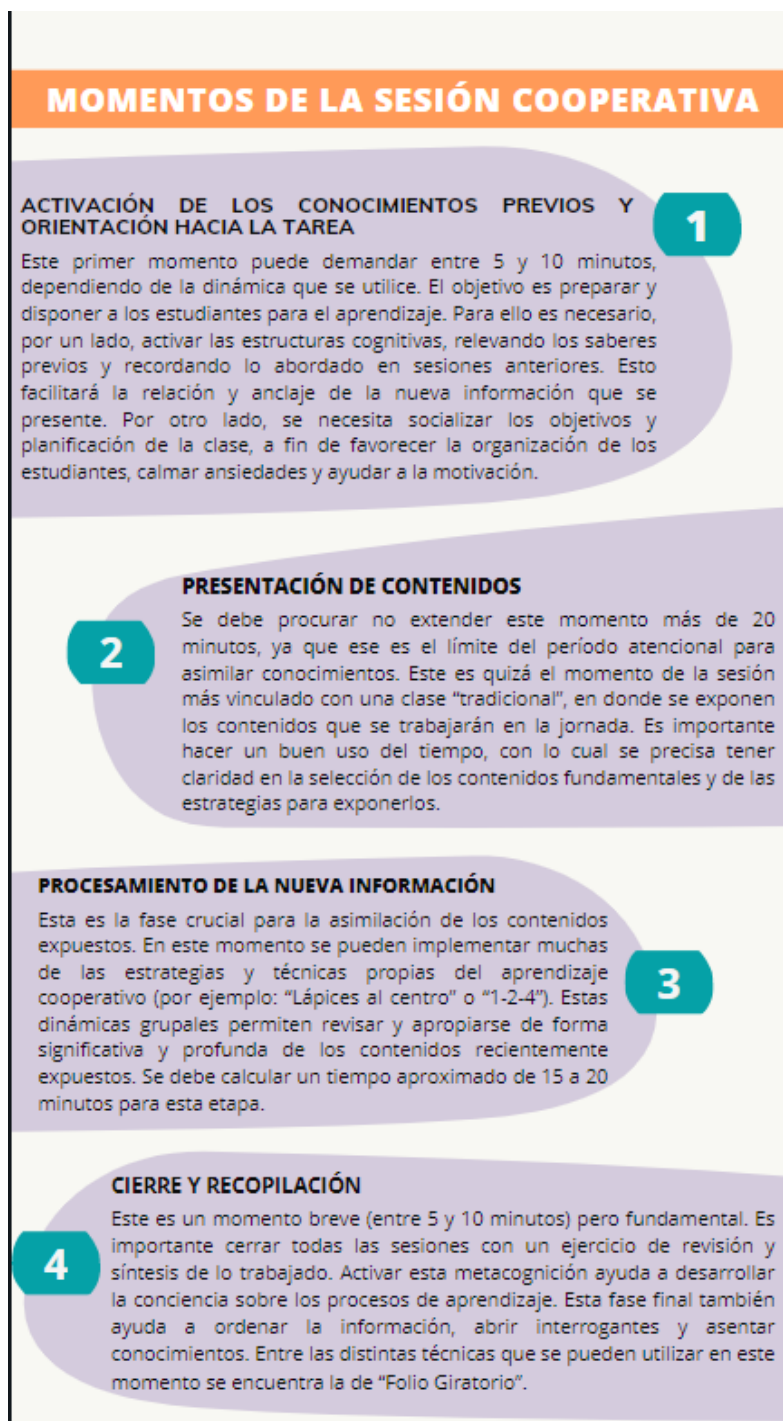 MOMENTOS DE LA SESIÓN COOPERATIVA
ACTIVACIÓN DE LOS CONOCIMIENTOS PREVIOS Y
ORIENTACIÓN HACIA LA TAREA
1
Este primer momento puede demandar entre 5 y 10 minutos,
dependiendo de la dinámica que se utilice. El objetivo es preparar y
disponer a los estudiantes para el aprendizaje. Para ello es necesario,
por un lado, activar las estructuras cognitivas, relevando los saberes
previos y recordando lo abordado en sesiones anteriores. Esto
facilitará la relación y anclaje de la nueva información que se
presente. Por otro lado, se necesita socializar los objetivos y
planificación de la clase, a fin de favorecer la organización de los
estudiantes, calmar ansiedades y ayudar a la motivación.
2
PRESENTACIÓN DE CONTENIDOS
Se debe procurar no extender este momento más de 20
minutos, ya que ese es el límite del período atencional para
asimilar conocimientos. Este es quizá el momento de la sesión
más vinculado con una clase “tradicional”, en donde se exponen
los contenidos que se trabajarán en la jornada. Es importante
hacer un buen uso del tiempo, con lo cual se precisa tener
claridad en la selección de los contenidos fundamentales y de las
estrategias para exponerlos.
PROCESAMIENTO DE LA NUEVA INFORMACIÓN
3
Esta es la fase crucial para la asimilación de los contenidos
expuestos. En este momento se pueden implementar muchas
de las estrategias y técnicas propias del aprendizaje
cooperativo (por ejemplo: “Lápices al centro” o “1-2-4”). Estas
dinámicas grupales permiten revisar y apropiarse de forma
significativa y profunda de los contenidos recientemente
expuestos. Se debe calcular un tiempo aproximado de 15 a 20
minutos para esta etapa.
4
CIERRE Y RECOPILACIÓN
Este es un momento breve (entre 5 y 10 minutos) pero fundamental. Es
importante cerrar todas las sesiones con un ejercicio de revisión y
síntesis de lo trabajado. Activar esta metacognición ayuda a desarrollar
la conciencia sobre los procesos de aprendizaje. Esta fase final también
ayuda a ordenar la información, abrir interrogantes y asentar
conocimientos. Entre las distintas técnicas que se pueden utilizar en este
momento se encuentra la de “Folio Giratorio”.